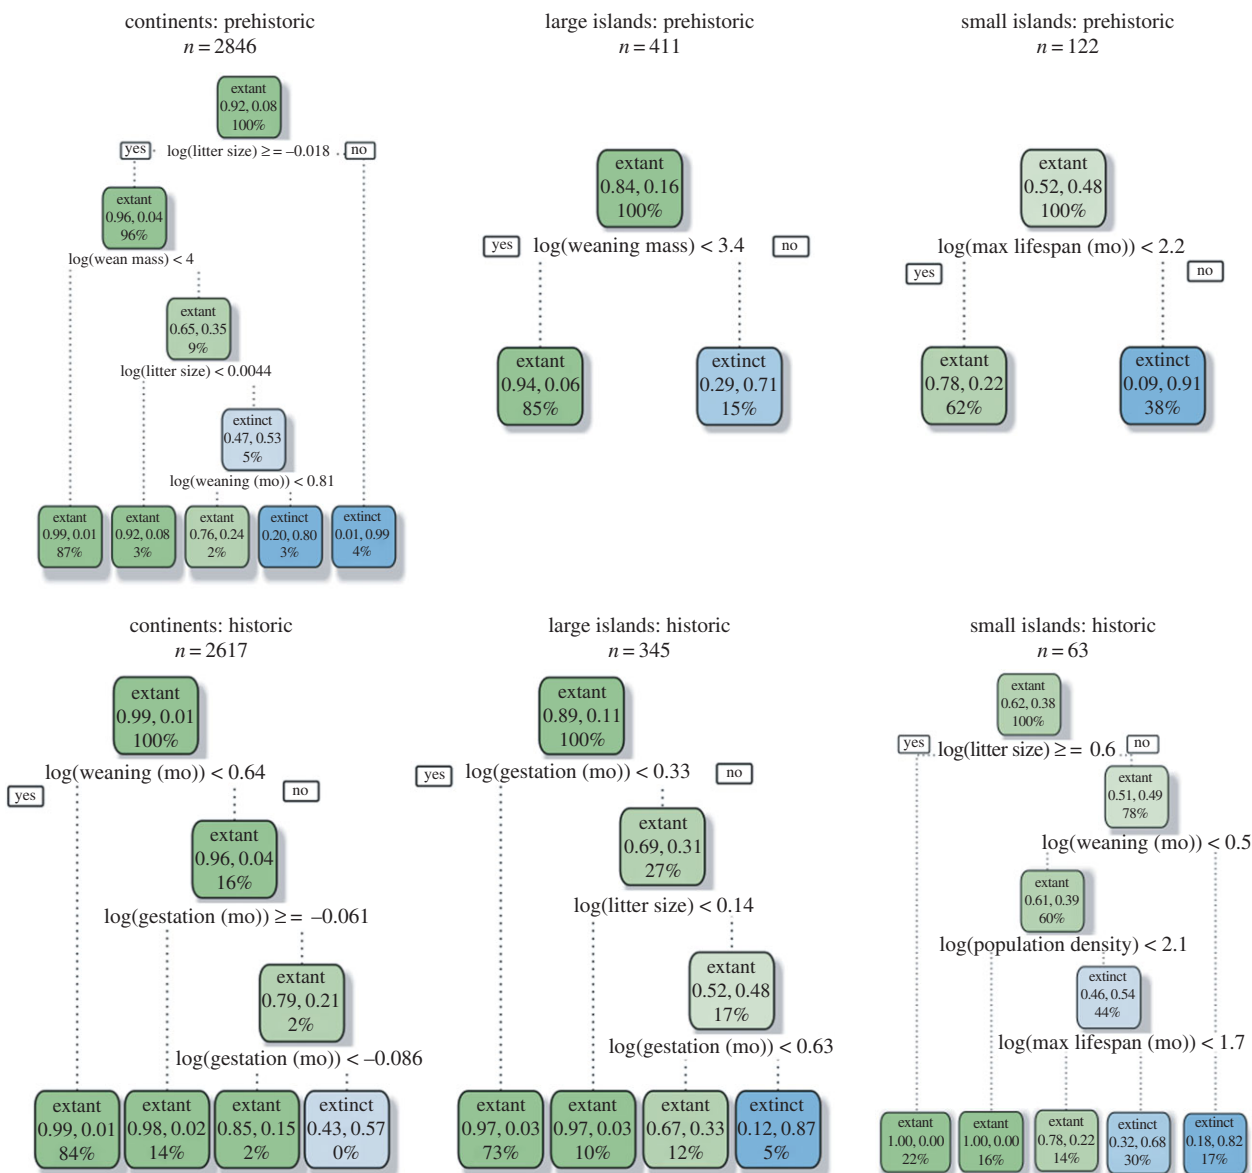 continents: prehistoric
n = 2846
extant
0.92, 0.08
100%
yes
log(litter size) ≥ = –0.018
no
extant
0.96, 0.04
96%
log(wean mass) < 4
extant
0.65, 0.35
9%
log(litter size) < 0.0044
extinct
0.47, 0.53
5%
log(weaning (mo)) < 0.81
extant
0.99, 0.01
87%
extant
0.92, 0.08
3%
extant
0.76, 0.24
2%
extinct
0.20, 0.80
3%
extinct
0.01, 0.99
4%
large islands: prehistoric
n = 411
extant
0.84, 0.16
100%
yes
log(weaning mass) < 3.4
no
extant
0.94, 0.06
85%
extinct
0.29, 0.71
15%
small islands: prehistoric
n = 122
extant
0.52, 0.48
100%
log(max lifespan (mo)) < 2.2
yes
no
extant
0.78, 0.22
62%
extinct
0.09, 0.91
38%
continents: historic
n = 2617
extant
0.99, 0.01
100%
log(weaning (mo)) < 0.64
yes
no
extant
0.96, 0.04
16%
log(gestation (mo)) ≥ = –0.061
extant
0.79, 0.21
2%
log(gestation (mo)) < –0.086
extant
0.99, 0.01
84%
extant
0.98, 0.02
14%
extant
0.85, 0.15
2%
extinct
0.43, 0.57
0%
large islands: historic
n = 345
extant
0.89, 0.11
100%
yes
log(gestation (mo)) < 0.33
no
extant
0.69, 0.31
27%
log(litter size) < 0.14
extant
0.52, 0.48
17%
log(gestation (mo)) < 0.63
extant
0.97, 0.03
73%
extant
0.97, 0.03
10%
extant
0.67, 0.33
12%
extinct
0.12, 0.87
5%
small islands: historic
n = 63
extant
0.62, 0.38
100%
yes
log(litter size) ≥ = 0.6
no
extant
0.51, 0.49
78%
log(weaning (mo)) < 0.5
extant
0.61, 0.39
60%
log(population density) < 2.1
extinct
0.46, 0.54
44%
log(max lifespan (mo)) < 1.7
extant
1.00, 0.00
22%
extant
1.00, 0.00
16%
extant
0.78, 0.22
14%
extinct
0.32, 0.68
30%
extinct
0.18, 0.82
17%